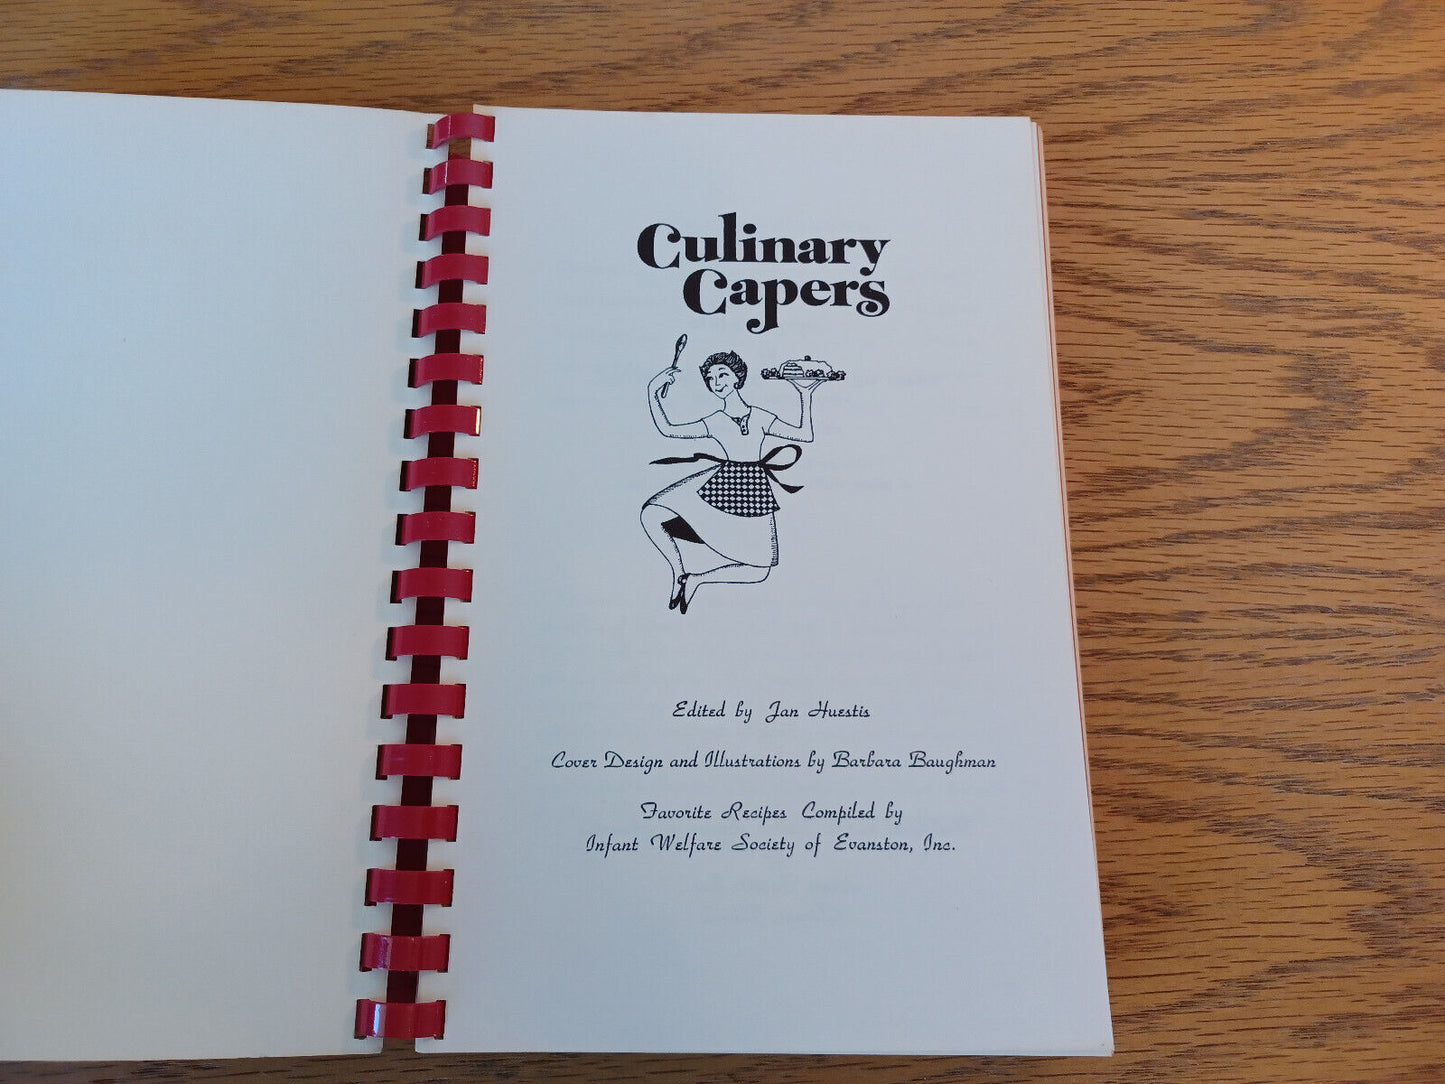 Culinary
Capers
Edited by Jan Huestis
Cover Design and Illustrations by Barbara Baughman
Favorite Recipes Compiled by
Infant Welfare Society of Evanston, Inc.